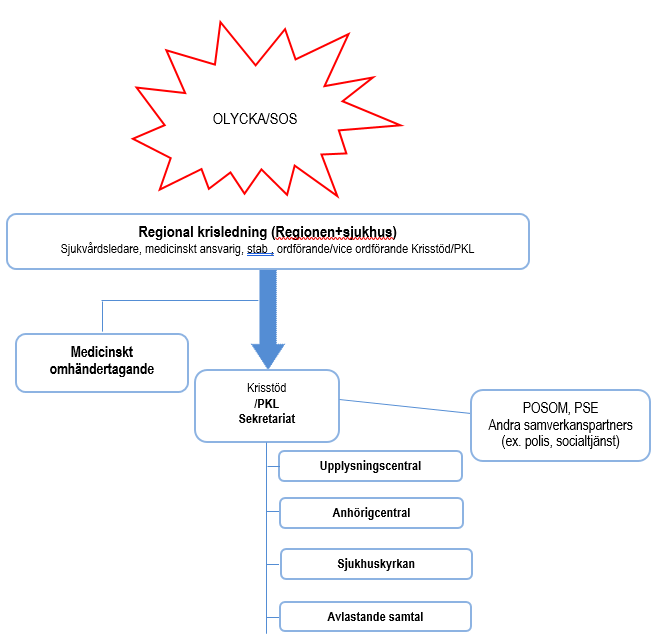 OLYCKA/SOS
Regional krisledning (Regionen+sjukhus)
Sjukvårdsledare, medicinskt ansvarig, stab , ordförande/vice ordförande Krisstöd/PKL
Medicinskt
omhändertagande
Krisstöd
/PKL
Sekretariat
POSOM, PSE
Andra samverkanspartners
(ex. polis, socialtjänst)
Upplysningscentral
Anhörigcentral
Sjukhuskyrkan
Avlastande samtal